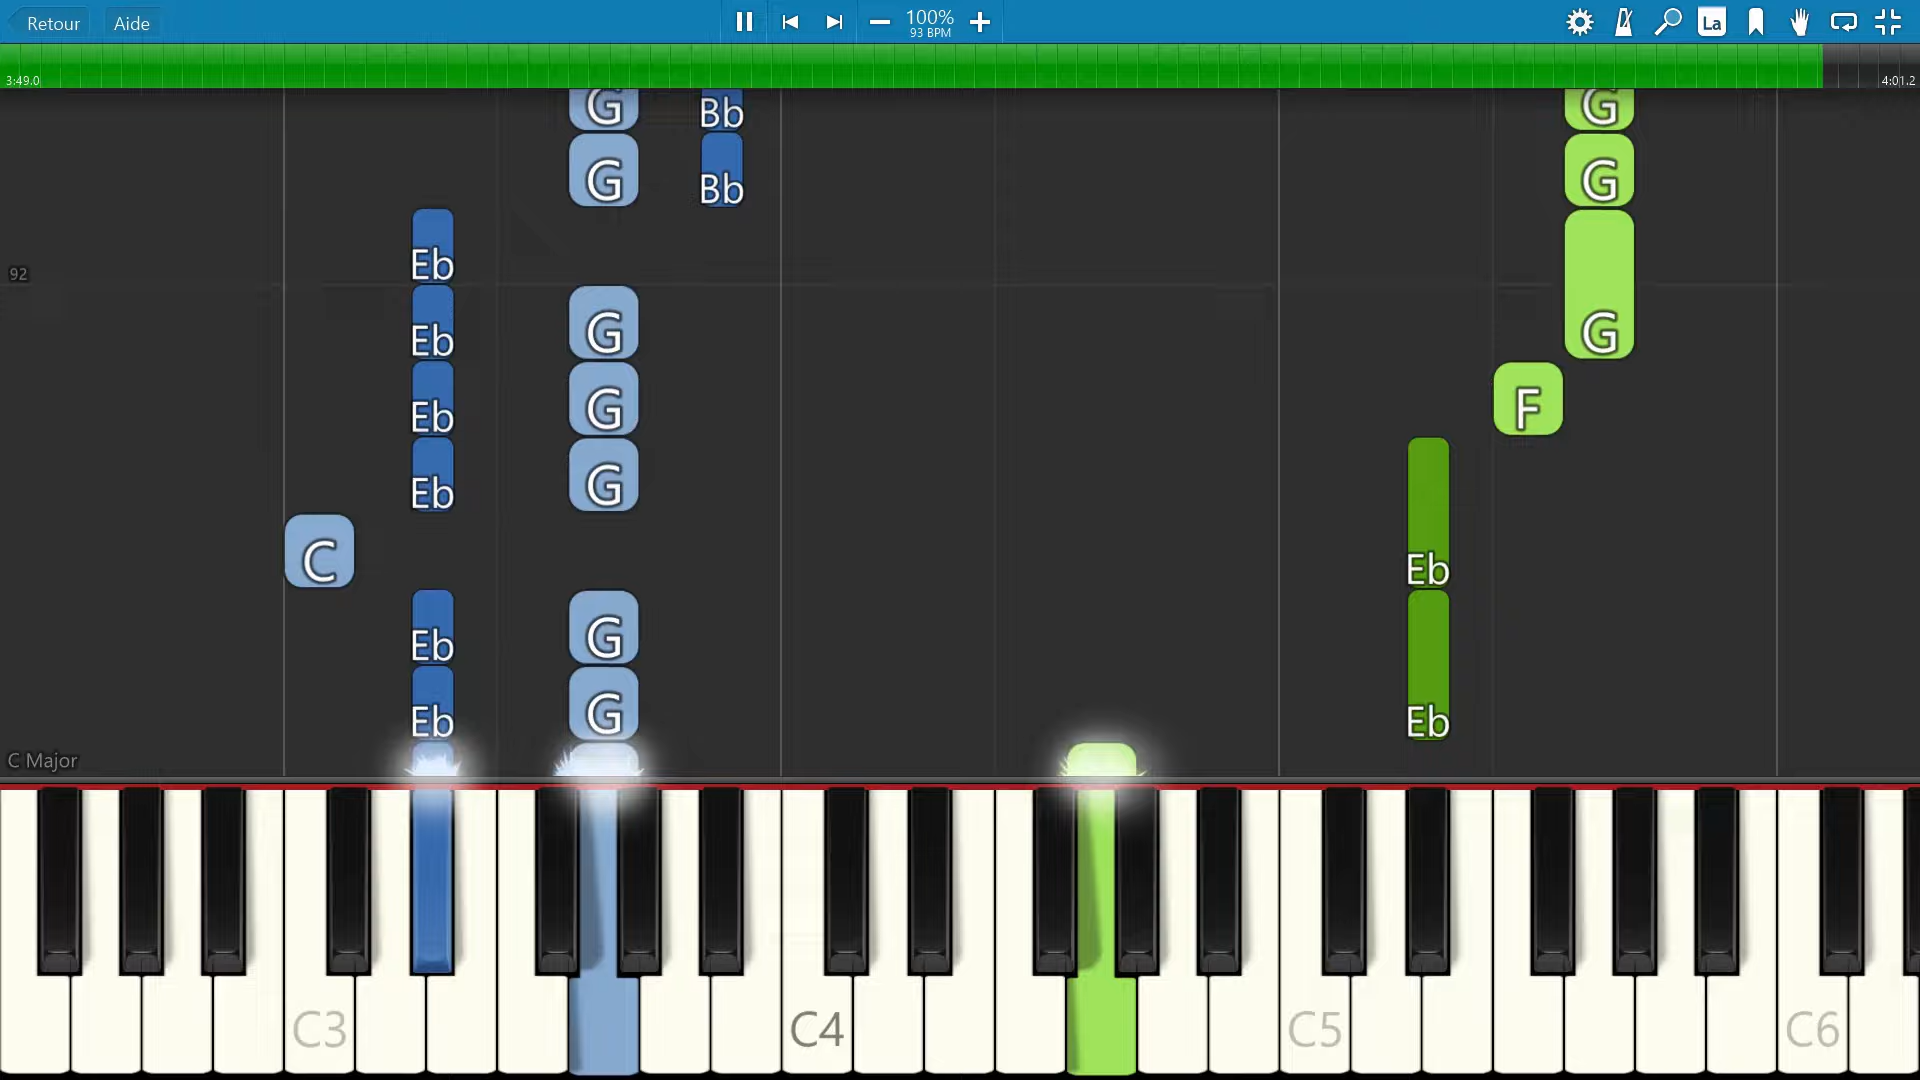 Retour Aide 100% La
93 BPM
3:49.0 4:01.2
G Bb G
G Bb G
Eb
92
Eb G G
Eb G F
Eb G
C Eb
Eb G
Eb G Eb
C Major
C3 C4 C5 C6